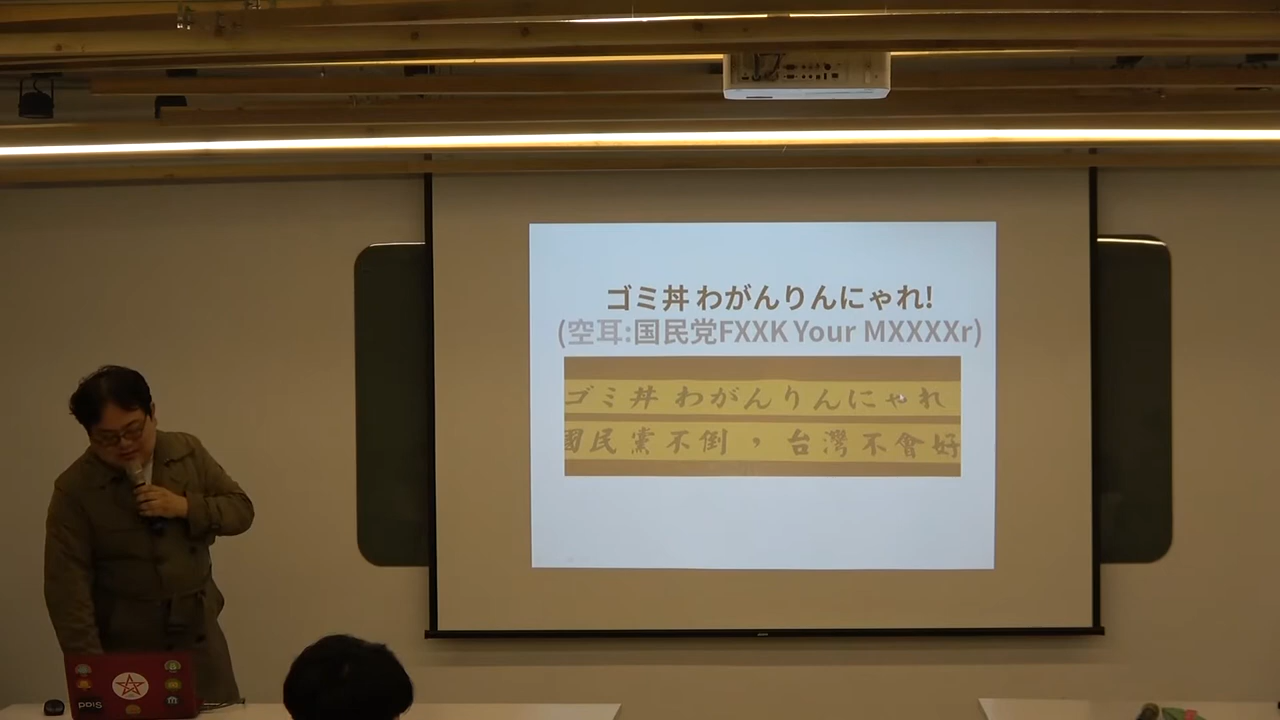 ゴミ丼 わがんりんにゃれ!
(空耳:国民党FXXK Your MXXXXr)
ゴミ丼 わがんりんにゃれ
國民黨不倒，台灣不會好
PDIS